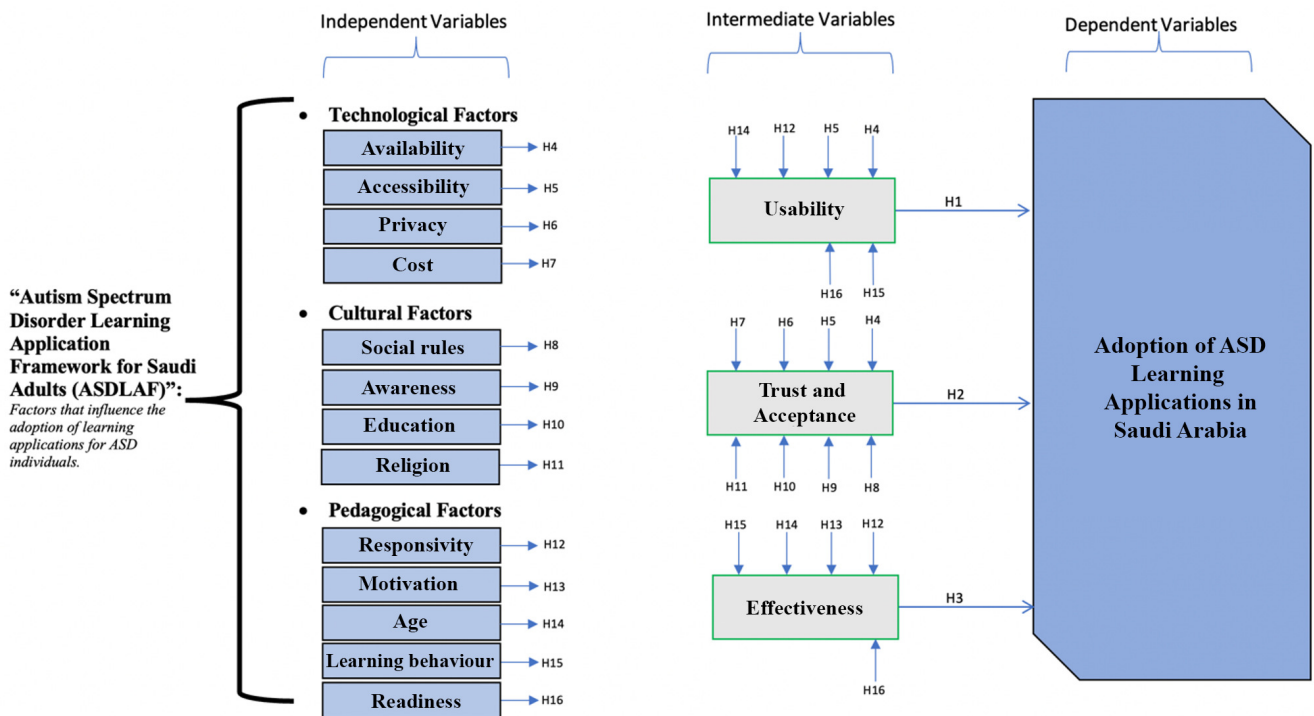 Independent Variables
Intermediate Variables
Dependent Variables
“Autism Spectrum
Disorder Learning
Application
Framework for Saudi
Adults (ASDLAF)”:
Factors that influence the
adoption of learning
applications for ASD
individuals.
• Technological Factors
Availability H4
Accessibility H5
Privacy H6
Cost H7
• Cultural Factors
Social rules H8
Awareness H9
Education H10
Religion H11
• Pedagogical Factors
Responsivity H12
Motivation H13
Age H14
Learning behaviour H15
Readiness H16
H14 H12 H5 H4
Usability
H1
H16 H15
H7 H6 H5 H4
Trust and
Acceptance
H2
H11 H10 H9 H8
H15 H14 H13 H12
Effectiveness
H3
H16
Adoption of ASD
Learning
Applications in
Saudi Arabia